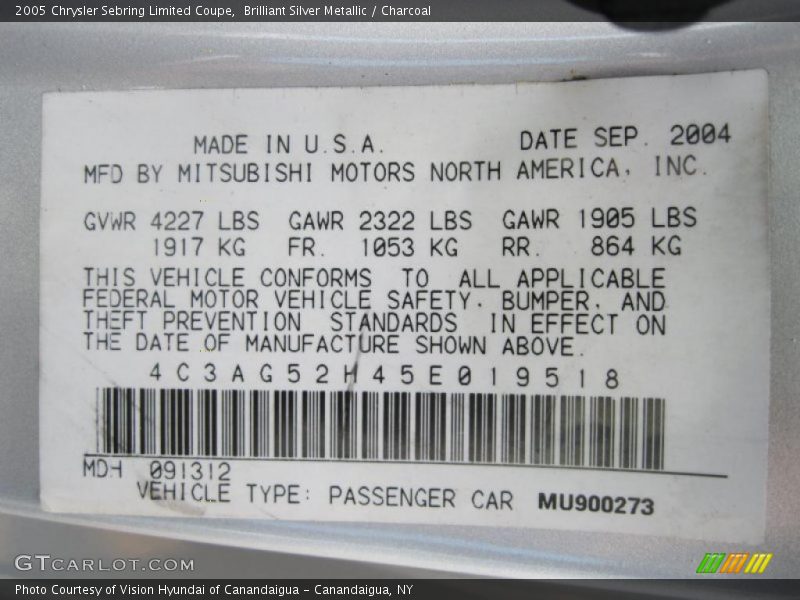 2005 Chrysler Sebring Limited Coupe, Brilliant Silver Metallic / Charcoal
MADE IN U.S.A. DATE SEP. 2004
MFD BY MITSUBISHI MOTORS NORTH AMERICA, INC.
GVWR 4227 LBS GAWR 2322 LBS GAWR 1905 LBS
1917 KG FR. 1053 KG RR. 864 KG
THIS VEHICLE CONFORMS TO ALL APPLICABLE
FEDERAL MOTOR VEHICLE SAFETY, BUMPER, AND
THEFT PREVENTION STANDARDS IN EFFECT ON
THE DATE OF MANUFACTURE SHOWN ABOVE.
4C3AG52H45E019518
MDH 091312
VEHICLE TYPE: PASSENGER CAR MU900273
GTCARLOT.COM
Photo Courtesy of Vision Hyundai of Canandaigua - Canandaigua, NY